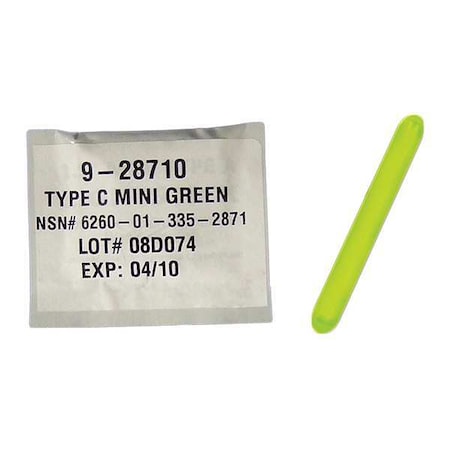 9-28710
TYPE C MINI GREEN
NSN# 6260-01-335-2871
LOT# 08D074
EXP: 04/10